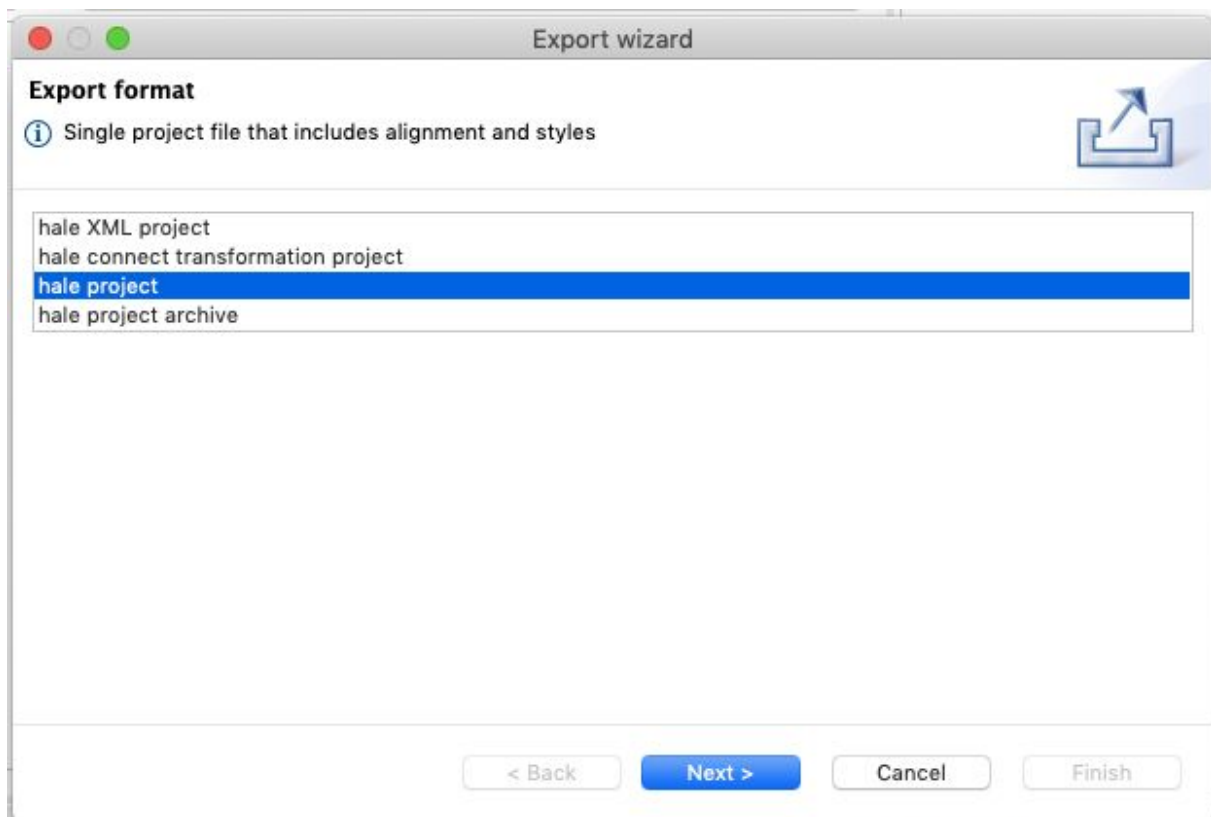 Export wizard
Export format
Single project file that includes alignment and styles
hale XML project
hale connect transformation project
hale project
hale project archive
< Back Next > Cancel Finish